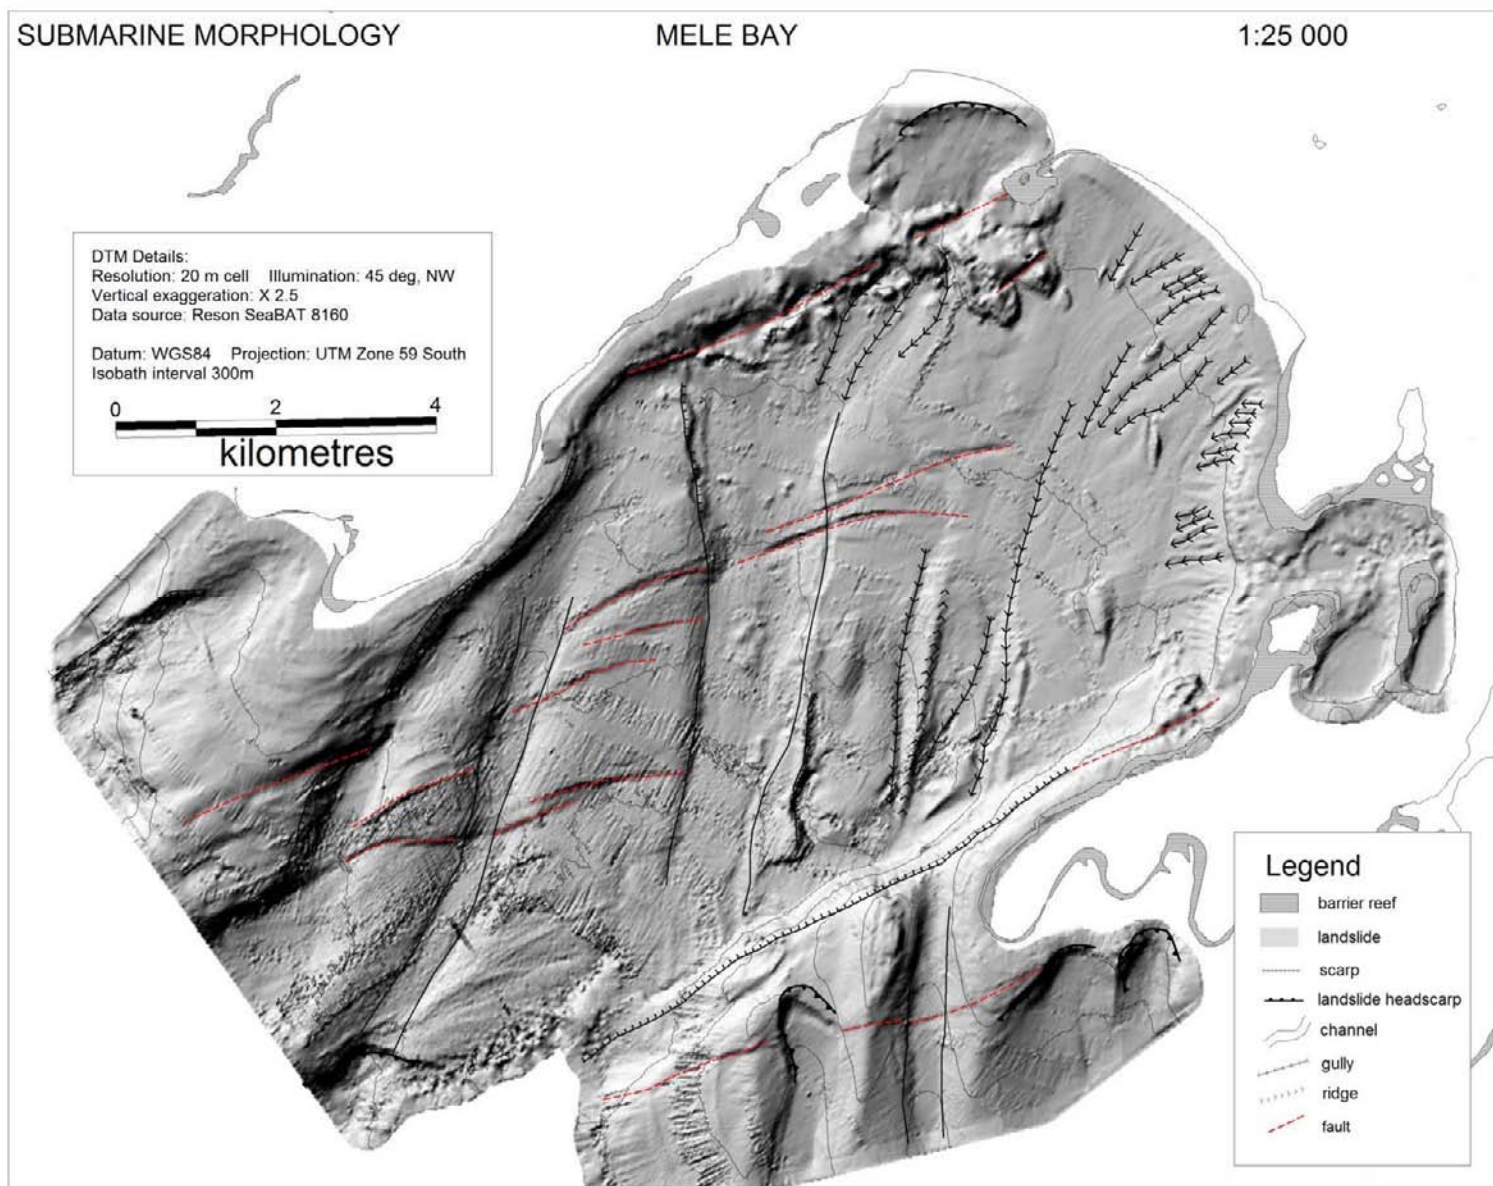 SUBMARINE MORPHOLOGY MELE BAY 1:25 000
DTM Details:
Resolution: 20 m cell Illumination: 45 deg, NW
Vertical exaggeration: X 2.5
Data source: Reson SeaBAT 8160
Datum: WGS84 Projection: UTM Zone 59 South
Isobath interval 300m
0 2 4
kilometres
Legend
barrier reef
landslide
scarp
landslide headscarp
channel
gully
ridge
fault